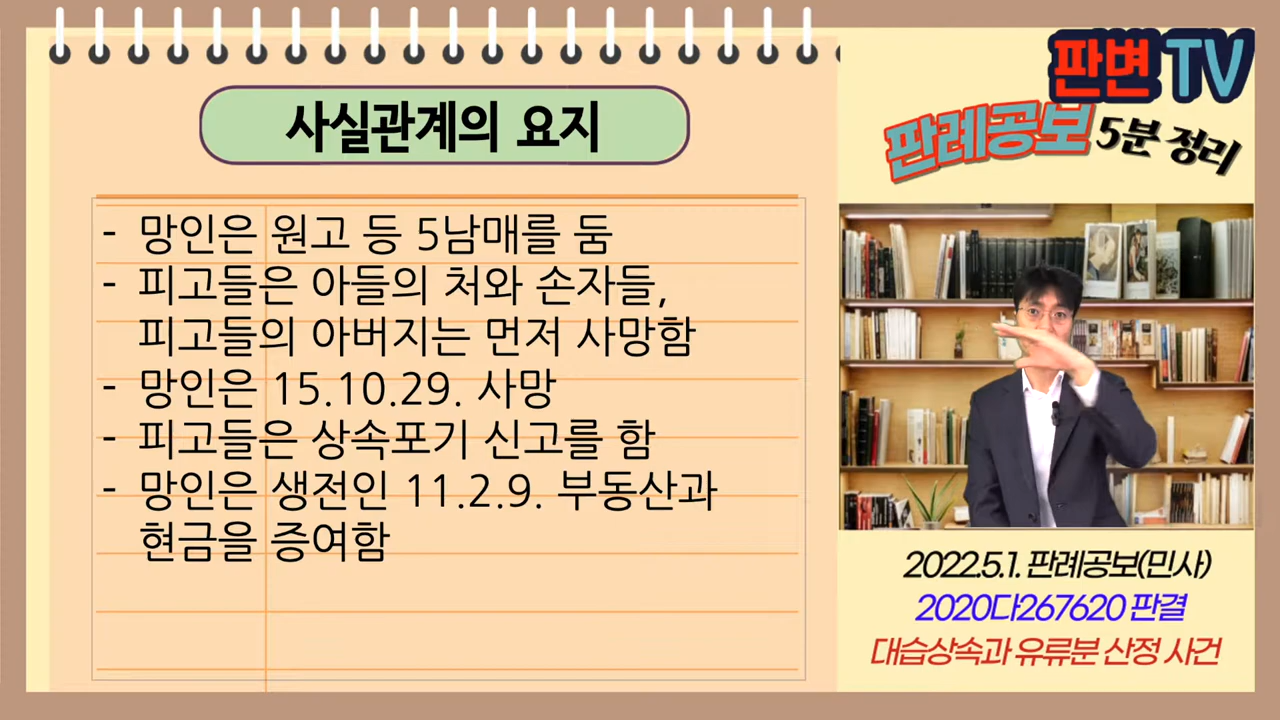 판변 TV
판례공보 5분 정리
사실관계의 요지
- 망인은 원고 등 5남매를 둠
- 피고들은 아들의 처와 손자들,
피고들의 아버지는 먼저 사망함
- 망인은 15.10.29. 사망
- 피고들은 상속포기 신고를 함
- 망인은 생전인 11.2.9. 부동산과
현금을 증여함
2022.5.1. 판례공보(민사)
2020다267620 판결
대습상속과 유류분 산정 사건